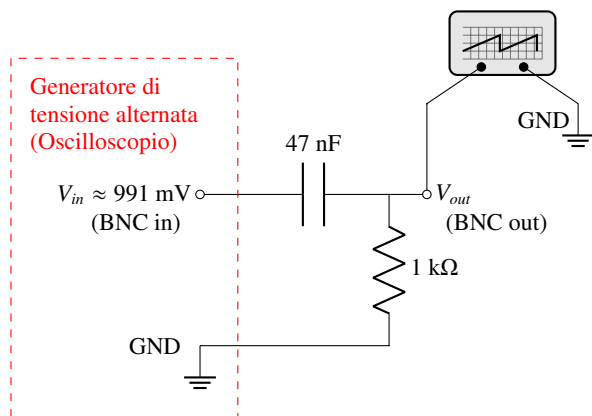 Generatore di
tensione alternata
(Oscilloscopio)
GND
47 nF
V_in ≈ 991 mV
(BNC in)
V_out
(BNC out)
1 kΩ
GND